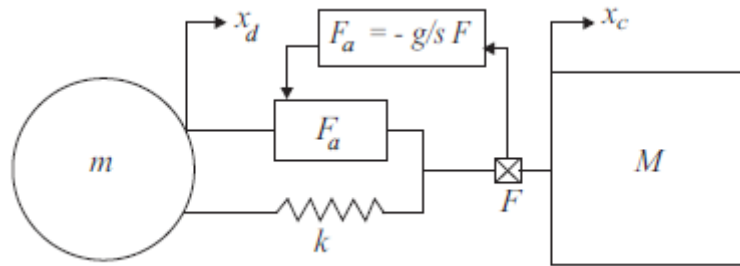 x_d
F_a = - g/s F
x_c
m
F_a
M
F
k